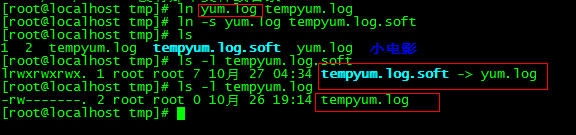 [root@localhost tmp]# ln yum.log tempyum.log
[root@localhost tmp]# ln -s yum.log tempyum.log.soft
[root@localhost tmp]# ls
1 2 tempyum.log tempyum.log.soft yum.log 小电影
[root@localhost tmp]# ls -l tempyum.log.soft
lrwxrwxrwx. 1 root root 7 10月 27 04:34 tempyum.log.soft -> yum.log
[root@localhost tmp]# ls -l tempyum.log
-rw-------. 2 root root 0 10月 26 19:14 tempyum.log
[root@localhost tmp]#